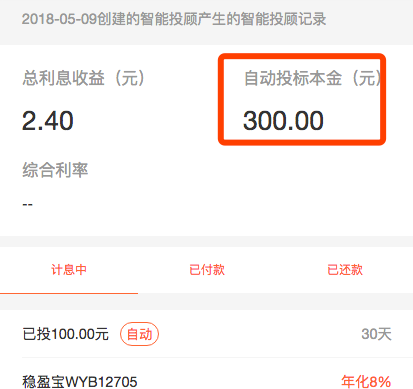 2018-05-09创建的智能投顾产生的智能投顾记录
总利息收益（元） 自动投标本金（元）
2.40 300.00
综合利率
--
计息中 已付款 已还款
已投100.00元 自动 30天
稳盈宝WYB12705 年化8%